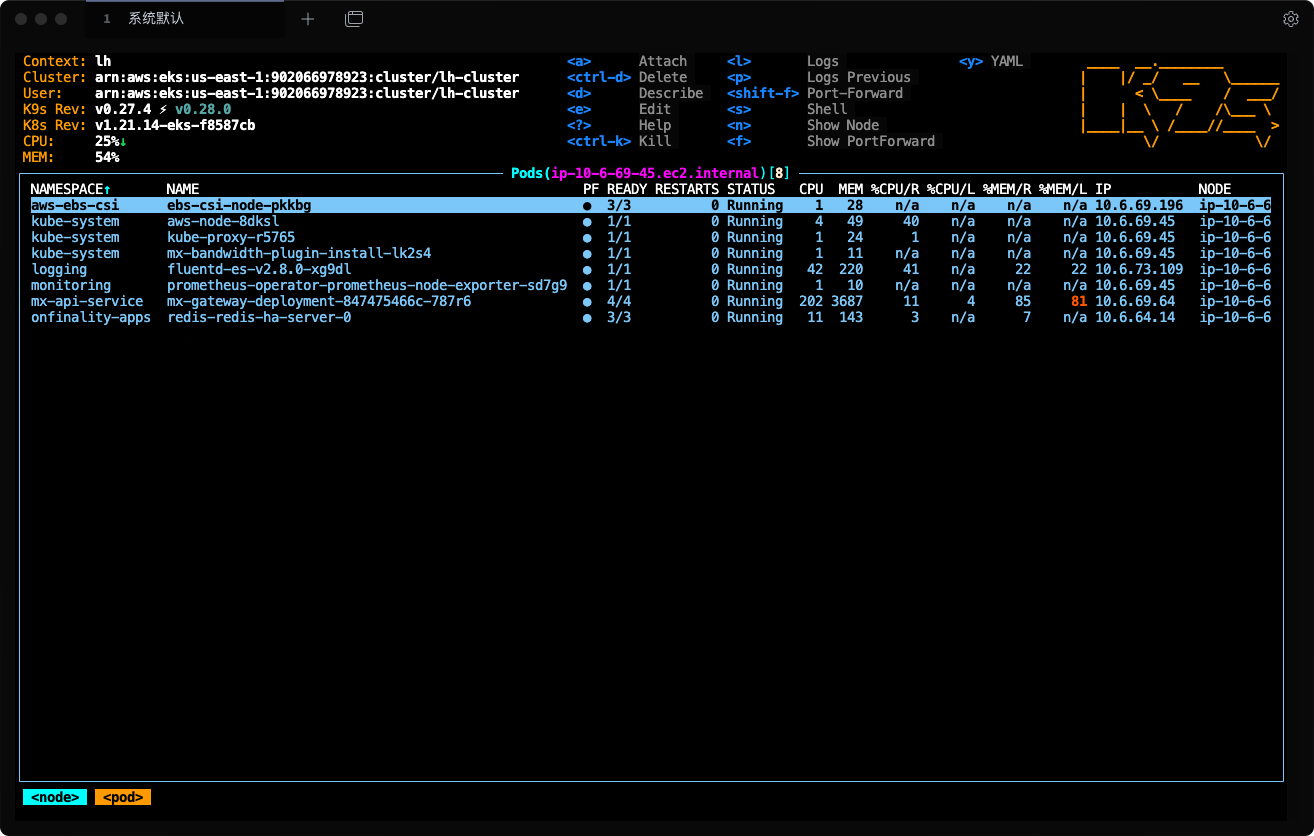 1 系统默认
Context: lh <a> Attach <l> Logs <y> YAML
Cluster: arn:aws:eks:us-east-1:902066978923:cluster/lh-cluster <ctrl-d> Delete <p> Logs Previous
User: arn:aws:eks:us-east-1:902066978923:cluster/lh-cluster <d> Describe <shift-f> Port-Forward
K9s Rev: v0.27.4 ⚡ v0.28.0 <e> Edit <s> Shell
K8s Rev: v1.21.14-eks-f8587cb <?> Help <n> Show Node
CPU: 25%↓ <ctrl-k> Kill <f> Show PortForward
MEM: 54%
Pods(ip-10-6-69-45.ec2.internal)[8]
NAMESPACE↑ NAME PF READY RESTARTS STATUS CPU MEM %CPU/R %CPU/L %MEM/R %MEM/L IP NODE
aws-ebs-csi ebs-csi-node-pkkbg ● 3/3 0 Running 1 28 n/a n/a n/a n/a 10.6.69.196 ip-10-6-6
kube-system aws-node-8dksl ● 1/1 0 Running 4 49 40 n/a n/a n/a 10.6.69.45 ip-10-6-6
kube-system kube-proxy-r5765 ● 1/1 0 Running 1 24 1 n/a n/a n/a 10.6.69.45 ip-10-6-6
kube-system mx-bandwidth-plugin-install-lk2s4 ● 1/1 0 Running 1 11 n/a n/a n/a n/a 10.6.69.45 ip-10-6-6
logging fluentd-es-v2.8.0-xg9dl ● 1/1 0 Running 42 220 41 n/a 22 22 10.6.73.109 ip-10-6-6
monitoring prometheus-operator-prometheus-node-exporter-sd7g9 ● 1/1 0 Running 1 10 n/a n/a n/a n/a 10.6.69.45 ip-10-6-6
mx-api-service mx-gateway-deployment-847475466c-787r6 ● 4/4 0 Running 202 3687 11 4 85 81 10.6.69.64 ip-10-6-6
onfinality-apps redis-redis-ha-server-0 ● 3/3 0 Running 11 143 3 n/a 7 n/a 10.6.64.14 ip-10-6-6
<node> <pod>